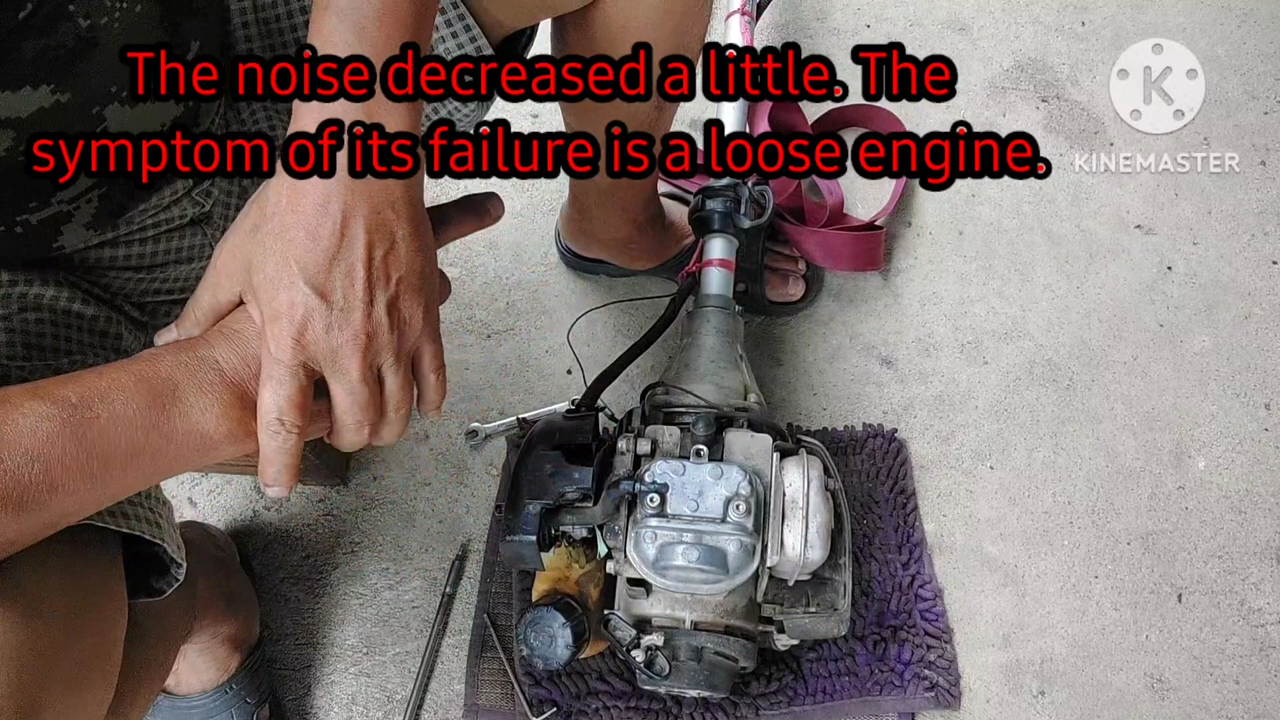 The noise decreased a little. The
symptom of its failure is a loose engine.
K
KINEMASTER